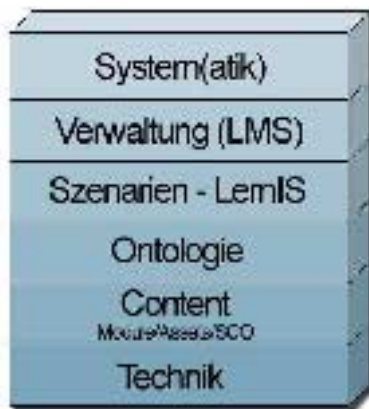 System(atik)
Verwaltung (LMS)
Szenarien - LernIS
Ontologie
Content
Module/Assets/SCO
Technik